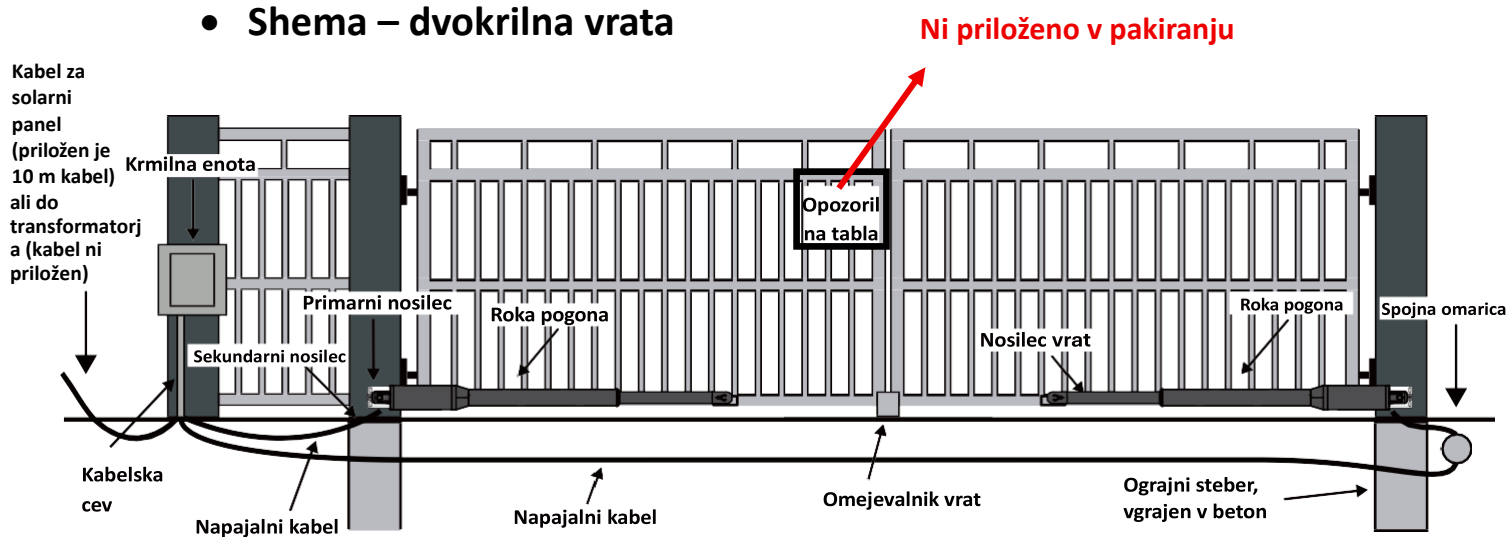 • Shema – dvokrilna vrata
Ni priloženo v pakiranju
Kabel za
solarni
panel
(priložen je
10 m kabel)
ali do
transformatorj
a (kabel ni
priložen)
Krmilna enota
Opozoril
na tabla
Primarni nosilec
Roka pogona
Sekundarni nosilec
Nosilec vrat
Roka pogona
Spojna omarica
Kabelska
cev
Napajalni kabel
Napajalni kabel
Omejevalnik vrat
Ograjni steber,
vgrajen v beton